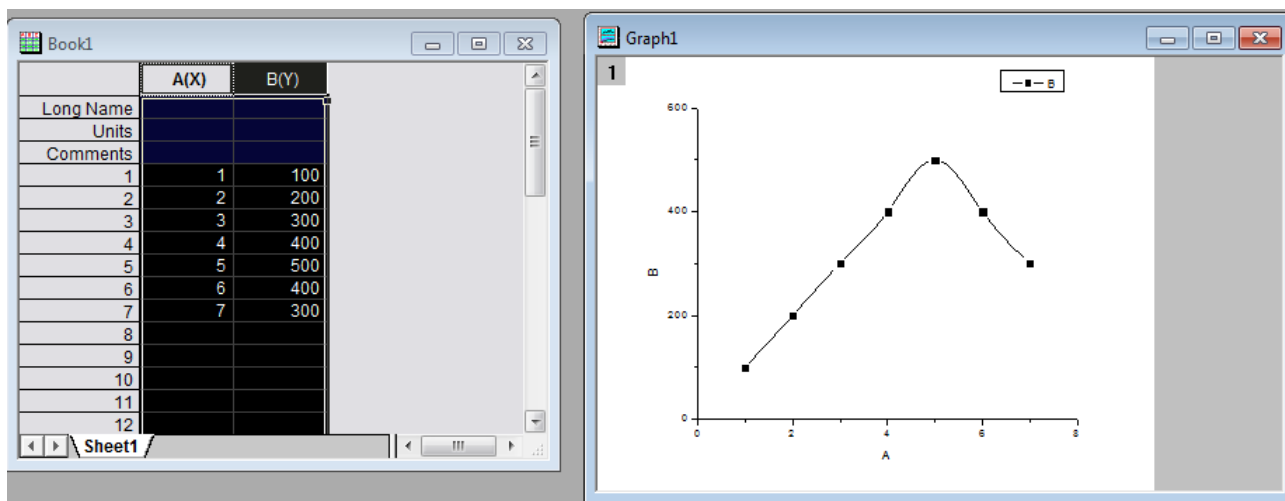 Book1
A(X) B(Y)
Long Name
Units
Comments
1 1 100
2 2 200
3 3 300
4 4 400
5 5 500
6 6 400
7 7 300
8
9
10
11
12
Sheet1
Graph1
1
B
600
400
200
0
B
0 2 4 6 8
A